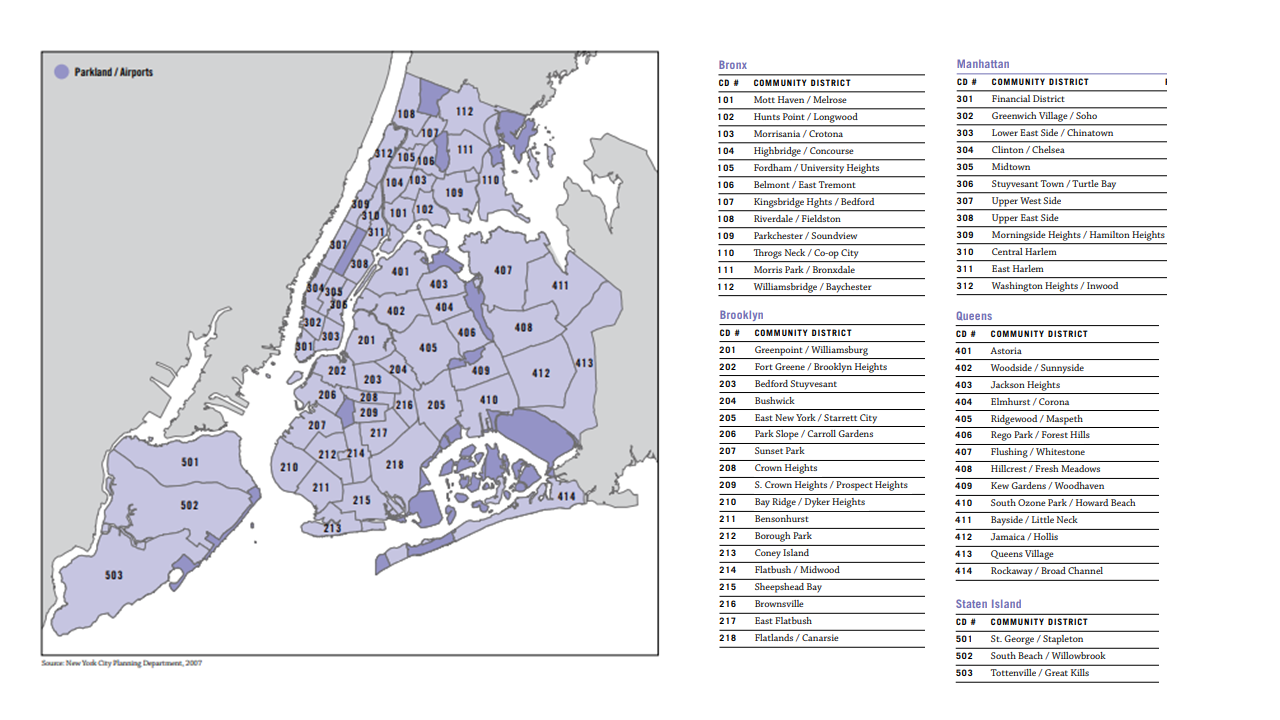 Parkland / Airports
108
112
107
312
105
106
111
104
103
110
109
309
310
101
102
311
307
308
401
407
403
411
304
305
306
404
402
302
303
406
408
201
301
405
413
202
204
409
412
203
206
208
216
205
410
209
207
217
212
214
501
210
218
211
414
215
502
213
503
Source: New York City Planning Department, 2007
Bronx
CD # COMMUNITY DISTRICT
101 Mott Haven / Melrose
102 Hunts Point / Longwood
103 Morrisania / Crotona
104 Highbridge / Concourse
105 Fordham / University Heights
106 Belmont / East Tremont
107 Kingsbridge Hghts / Bedford
108 Riverdale / Fieldston
109 Parkchester / Soundview
110 Throgs Neck / Co-op City
111 Morris Park / Bronxdale
112 Williamsbridge / Baychester
Brooklyn
CD # COMMUNITY DISTRICT
201 Greenpoint / Williamsburg
202 Fort Greene / Brooklyn Heights
203 Bedford Stuyvesant
204 Bushwick
205 East New York / Starrett City
206 Park Slope / Carroll Gardens
207 Sunset Park
208 Crown Heights
209 S. Crown Heights / Prospect Heights
210 Bay Ridge / Dyker Heights
211 Bensonhurst
212 Borough Park
213 Coney Island
214 Flatbush / Midwood
215 Sheepshead Bay
216 Brownsville
217 East Flatbush
218 Flatlands / Canarsie
Manhattan
CD # COMMUNITY DISTRICT
301 Financial District
302 Greenwich Village / Soho
303 Lower East Side / Chinatown
304 Clinton / Chelsea
305 Midtown
306 Stuyvesant Town / Turtle Bay
307 Upper West Side
308 Upper East Side
309 Morningside Heights / Hamilton Heights
310 Central Harlem
311 East Harlem
312 Washington Heights / Inwood
Queens
CD # COMMUNITY DISTRICT
401 Astoria
402 Woodside / Sunnyside
403 Jackson Heights
404 Elmhurst / Corona
405 Ridgewood / Maspeth
406 Rego Park / Forest Hills
407 Flushing / Whitestone
408 Hillcrest / Fresh Meadows
409 Kew Gardens / Woodhaven
410 South Ozone Park / Howard Beach
411 Bayside / Little Neck
412 Jamaica / Hollis
413 Queens Village
414 Rockaway / Broad Channel
Staten Island
CD # COMMUNITY DISTRICT
501 St. George / Stapleton
502 South Beach / Willowbrook
503 Tottenville / Great Kills